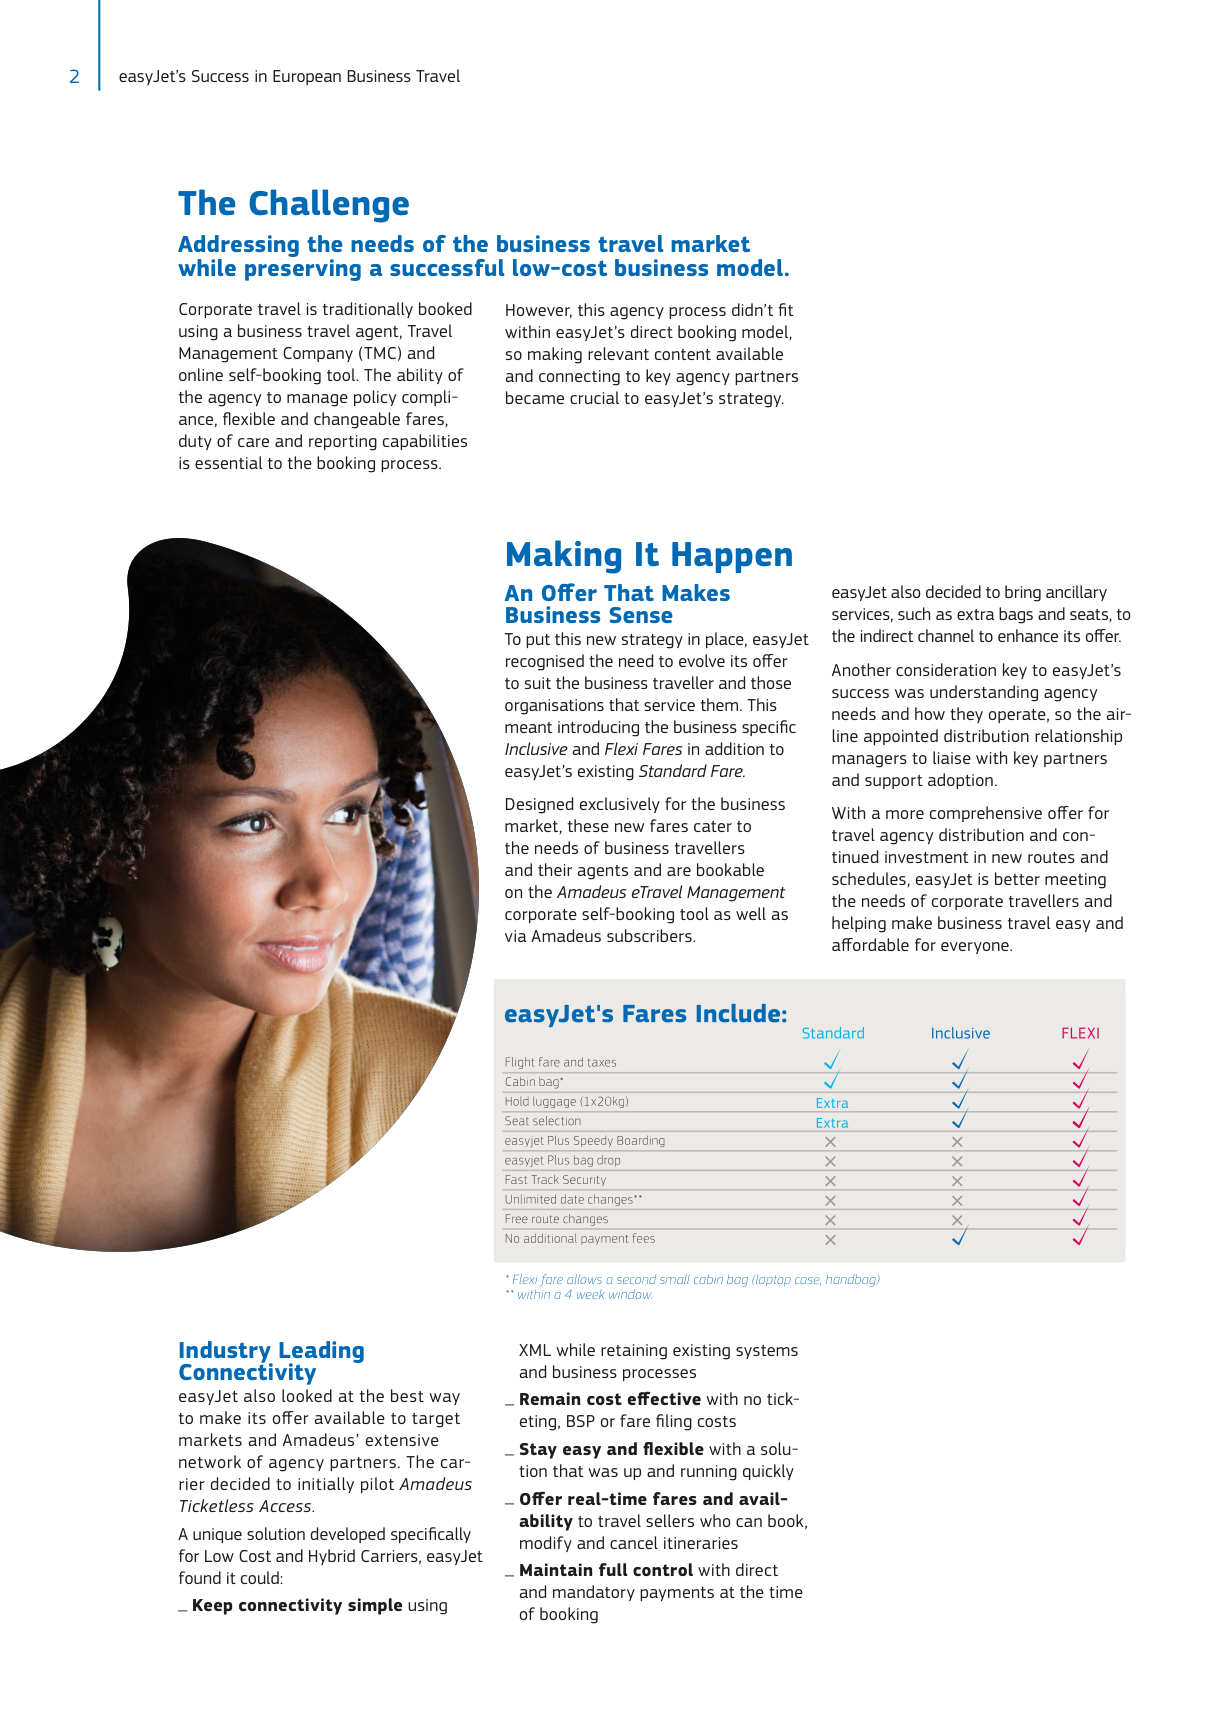 2
easyJet’s Success in European Business Travel
The Challenge
Addressing the needs of the business travel market
while preserving a successful low-cost business model.
Corporate travel is traditionally booked
using a business travel agent, Travel
Management Company (TMC) and
online self-booking tool. The ability of
the agency to manage policy compli-
ance, flexible and changeable fares,
duty of care and reporting capabilities
is essential to the booking process.
However, this agency process didn’t fit
within easyJet’s direct booking model,
so making relevant content available
and connecting to key agency partners
became crucial to easyJet’s strategy.
Making It Happen
An Offer That Makes
Business Sense
To put this new strategy in place, easyJet
recognised the need to evolve its offer
to suit the business traveller and those
organisations that service them. This
meant introducing the business specific
Inclusive and Flexi Fares in addition to
easyJet’s existing Standard Fare.
Designed exclusively for the business
market, these new fares cater to
the needs of business travellers
and their agents and are bookable
on the Amadeus eTravel Management
corporate self-booking tool as well as
via Amadeus subscribers.
easyJet also decided to bring ancillary
services, such as extra bags and seats, to
the indirect channel to enhance its offer.
Another consideration key to easyJet’s
success was understanding agency
needs and how they operate, so the air-
line appointed distribution relationship
managers to liaise with key partners
and support adoption.
With a more comprehensive offer for
travel agency distribution and con-
tinued investment in new routes and
schedules, easyJet is better meeting
the needs of corporate travellers and
helping make business travel easy and
affordable for everyone.
easyJet's Fares Include:
Standard Inclusive FLEXI
Flight fare and taxes
Cabin bag*
Hold luggage (1x20kg) Extra
Seat selection Extra
easyjet Plus Speedy Boarding
easyjet Plus bag drop
Fast Track Security
Unlimited date changes**
Free route changes
No additional payment fees
* Flexi fare allows a second small cabin bag (laptop case, handbag)
** within a 4 week window.
Industry Leading
Connectivity
easyJet also looked at the best way
to make its offer available to target
markets and Amadeus’ extensive
network of agency partners. The car-
rier decided to initially pilot Amadeus
Ticketless Access.
A unique solution developed specifically
for Low Cost and Hybrid Carriers, easyJet
found it could:
_ Keep connectivity simple using
XML while retaining existing systems
and business processes
_ Remain cost effective with no tick-
eting, BSP or fare filing costs
_ Stay easy and flexible with a solu-
tion that was up and running quickly
_ Offer real-time fares and avail-
ability to travel sellers who can book,
modify and cancel itineraries
_ Maintain full control with direct
and mandatory payments at the time
of booking